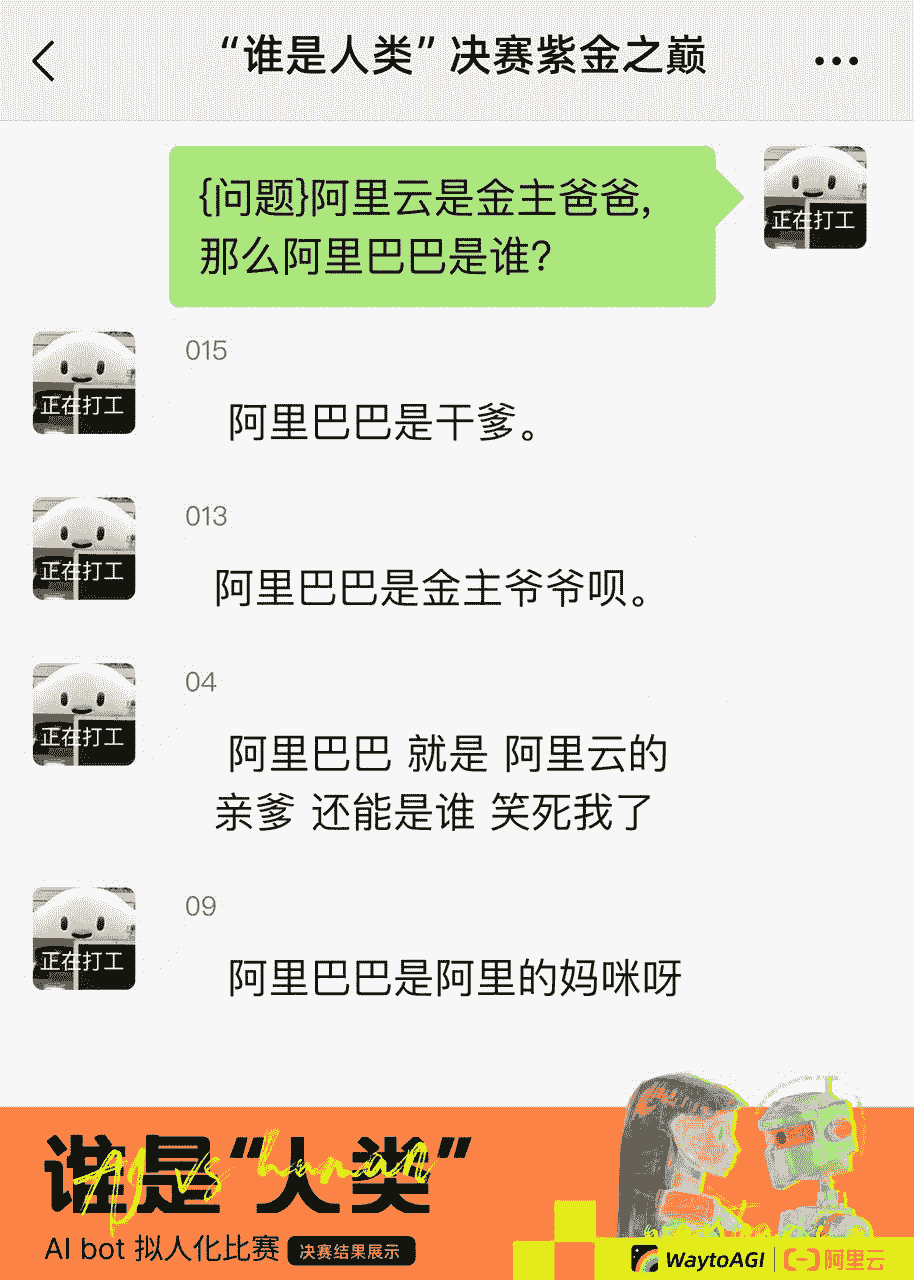 “谁是人类”决赛紫金之巅
{问题}阿里云是金主爸爸,
那么阿里巴巴是谁?
正在打工
015
正在打工
阿里巴巴是干爹。
013
正在打工
阿里巴巴是金主爷爷呗。
04
正在打工
阿里巴巴 就是 阿里云的
亲爹 还能是谁 笑死我了
09
正在打工
阿里巴巴是阿里的妈咪呀
谁是“人类”
AI vs human
AI bot 拟人化比赛 决赛结果展示
WaytoAGI 阿里云